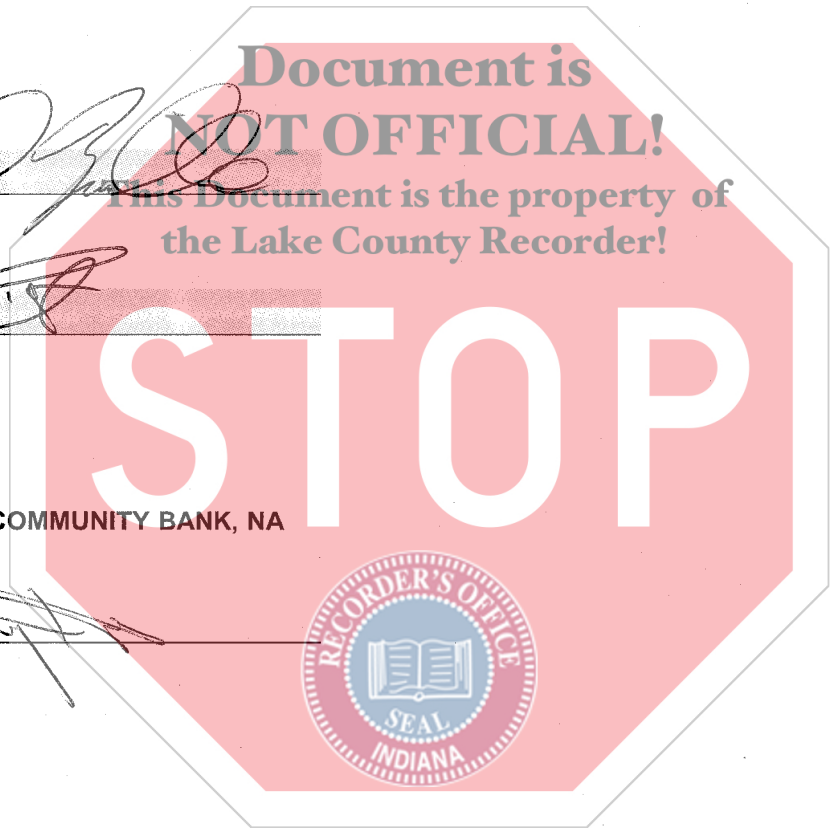 Document is
NOT OFFICIAL!
This Document is the property of
the Lake County Recorder!
STOP
COMMUNITY BANK, NA
RECORDER'S OFFICE
SEAL
INDIANA